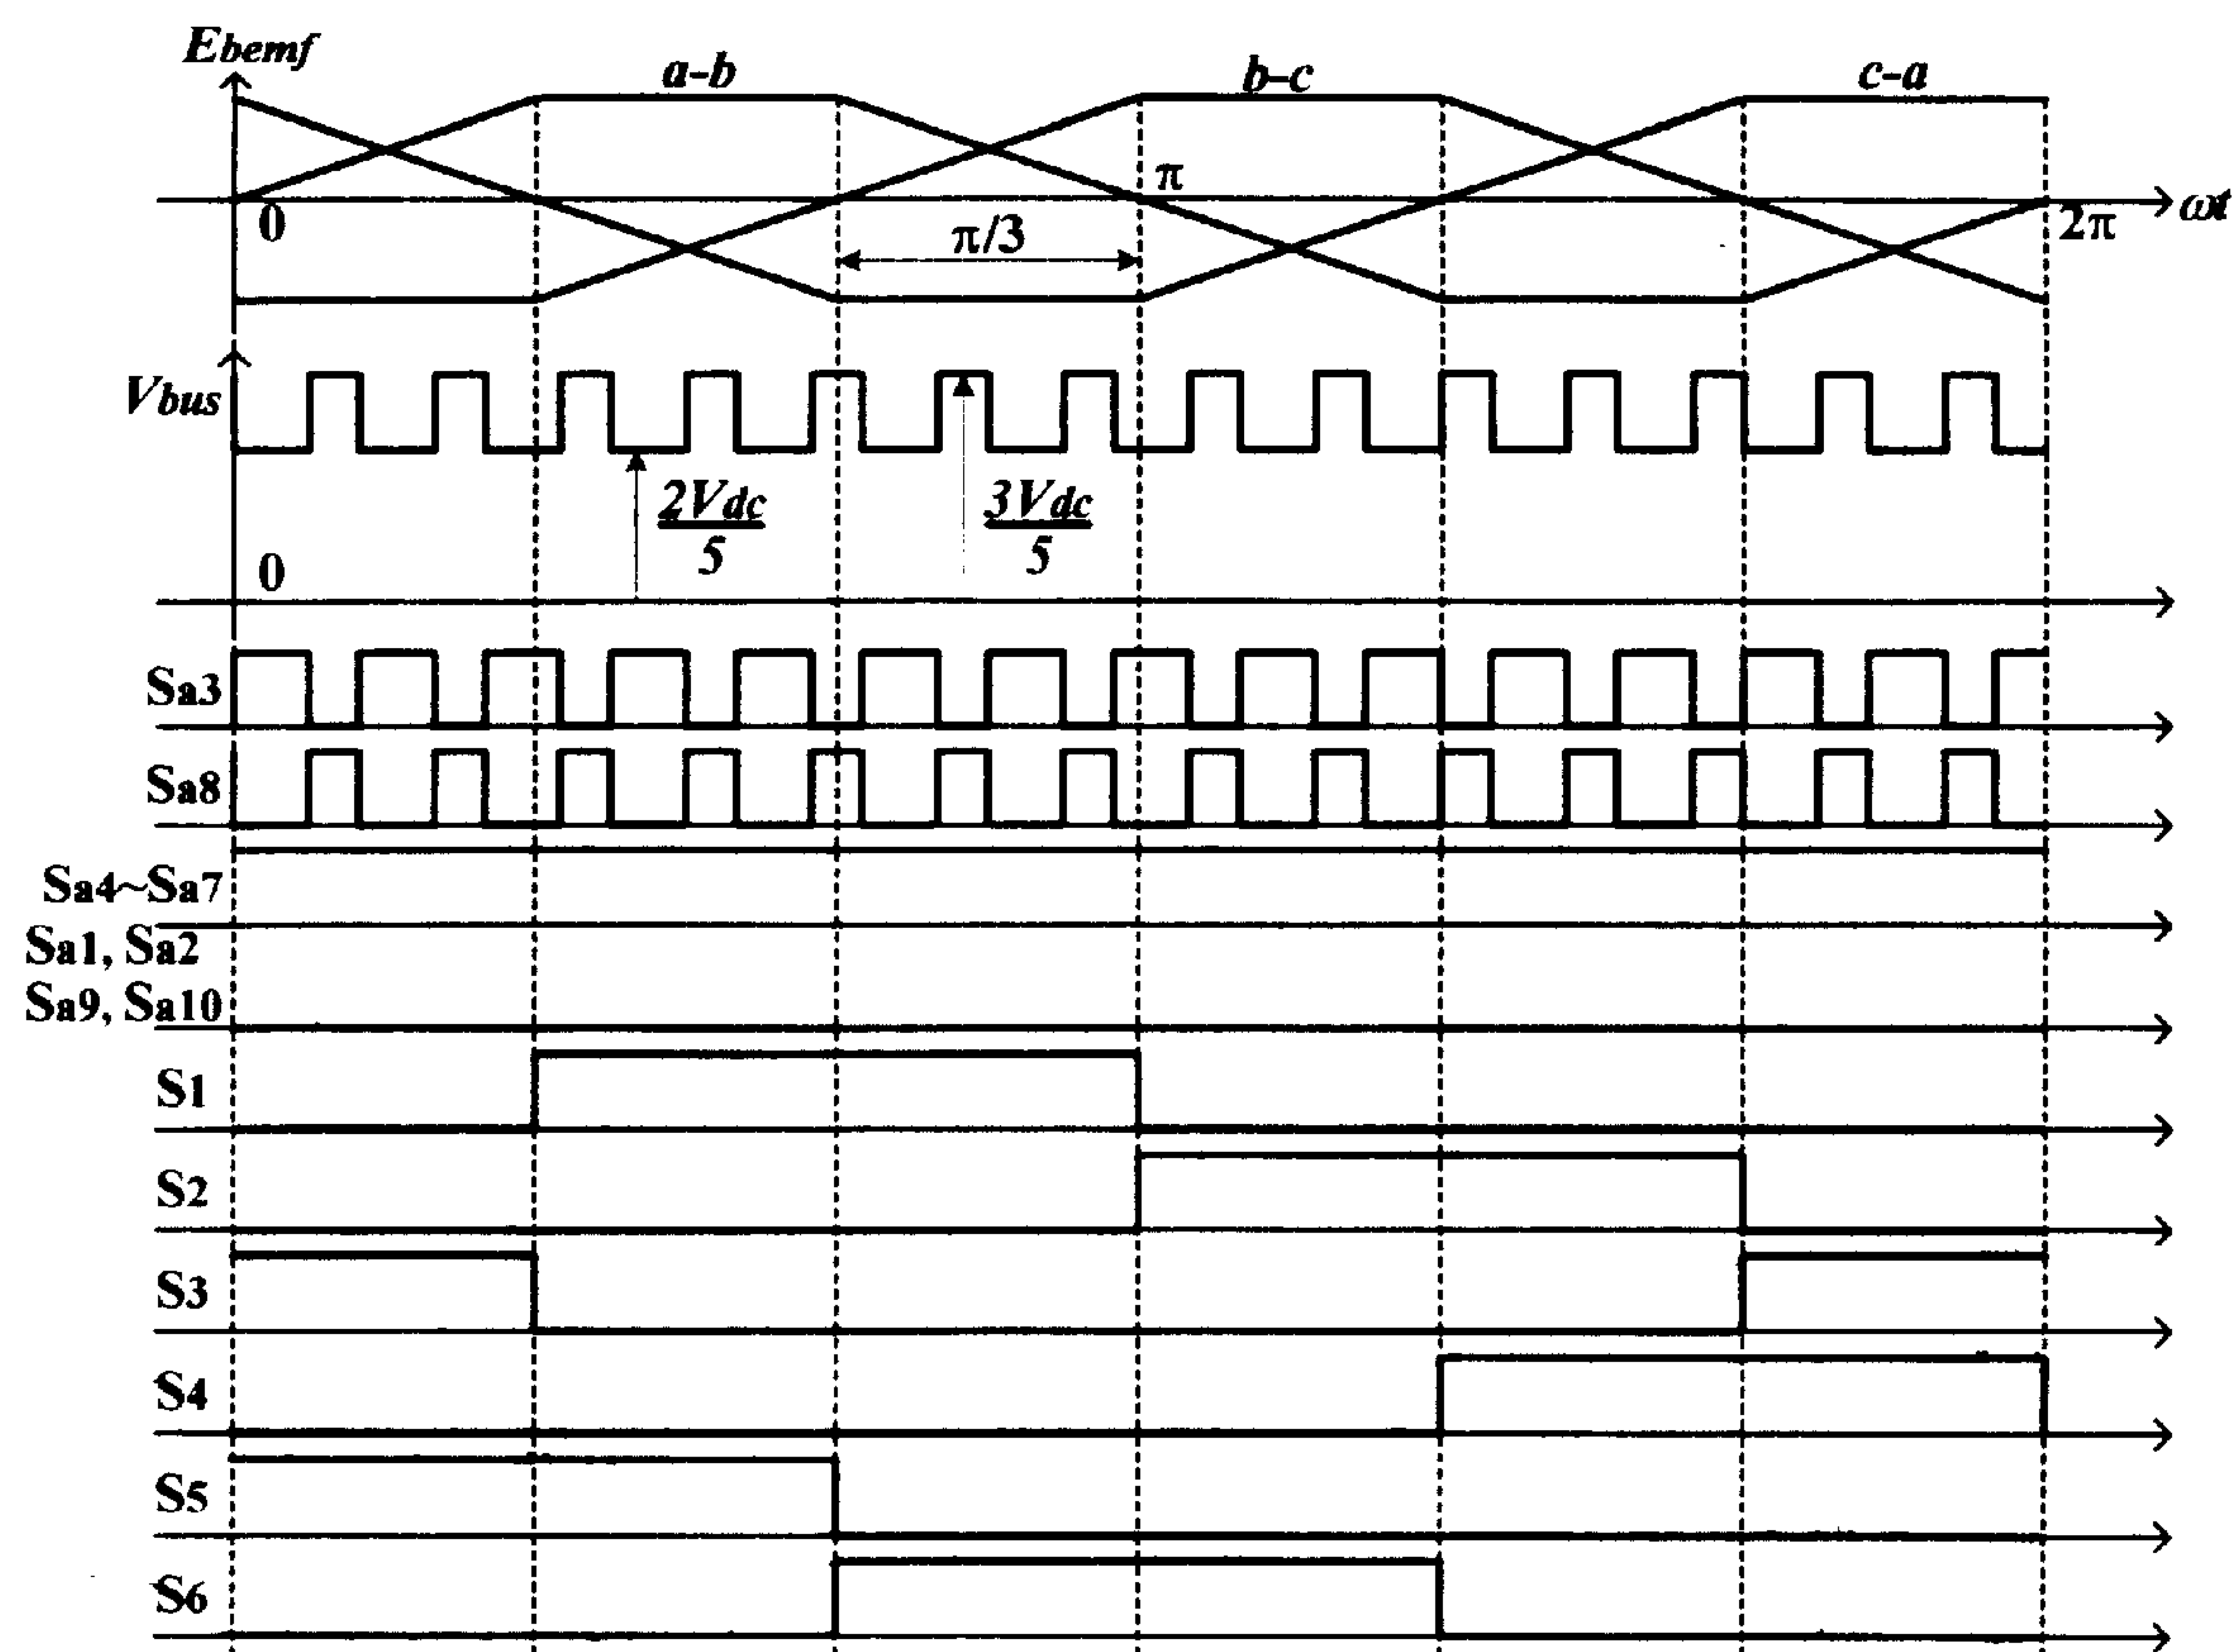 Ebemf
a-b
b-c
c-a
π
0
ωt
2π
π/3
Vbus
2Vdc
5
3Vdc
5
0
Sa3
Sa8
Sa4~Sa7
Sa1, Sa2
Sa9, Sa10
S1
S2
S3
S4
S5
S6